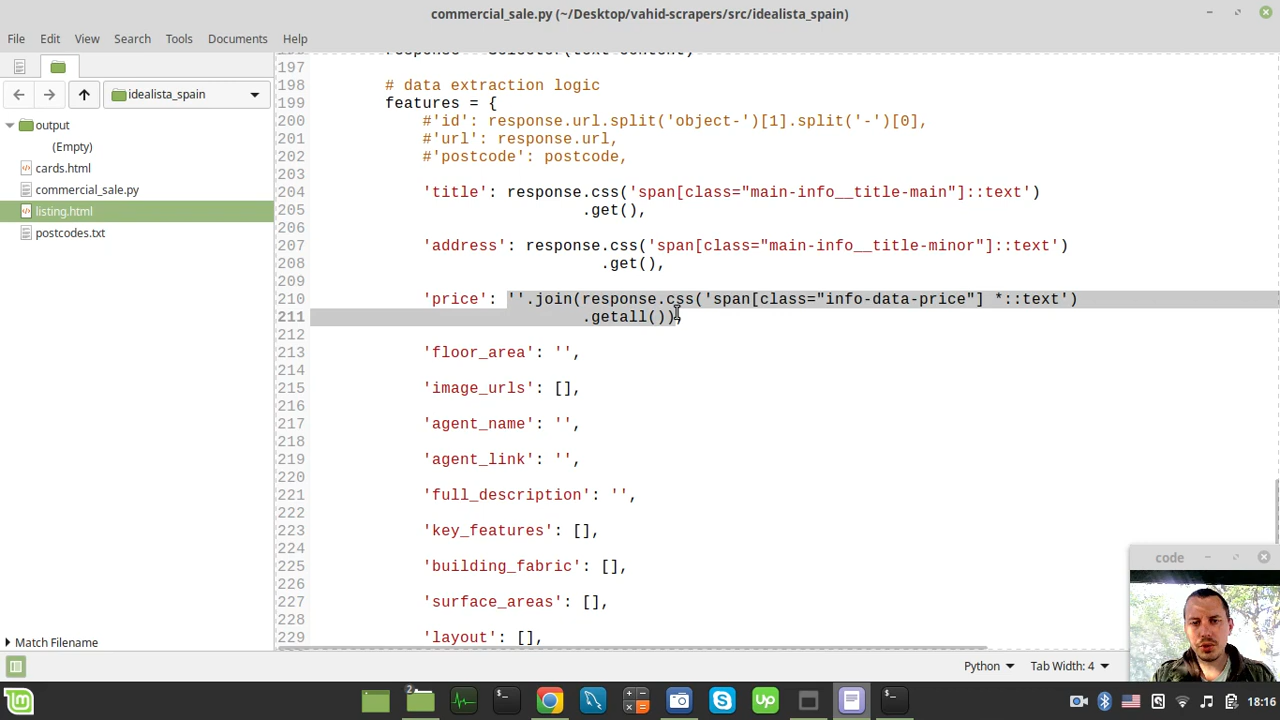 commercial_sale.py (~/Desktop/vahid-scrapers/src/idealista_spain)
File Edit View Search Tools Documents Help
idealista_spain
output
(Empty)
cards.html
commercial_sale.py
listing.html
postcodes.txt
Match Filename
197
198 # data extraction logic
199 features = {
200 #'id': response.url.split('object-')[1].split('-')[0],
201 #'url': response.url,
202 #'postcode': postcode,
203
204 'title': response.css('span[class="main-info__title-main"]::text')
205 .get(),
206
207 'address': response.css('span[class="main-info__title-minor"]::text')
208 .get(),
209
210 'price': ''.join(response.css('span[class="info-data-price"] *::text')
211 .getall()),
212
213 'floor_area': '',
214
215 'image_urls': [],
216
217 'agent_name': '',
218
219 'agent_link': '',
220
221 'full_description': '',
222
223 'key_features': [],
224
225 'building_fabric': [],
226
227 'surface_areas': [],
228
229 'layout': [],
code
Python Tab Width: 4
2
up
18:16